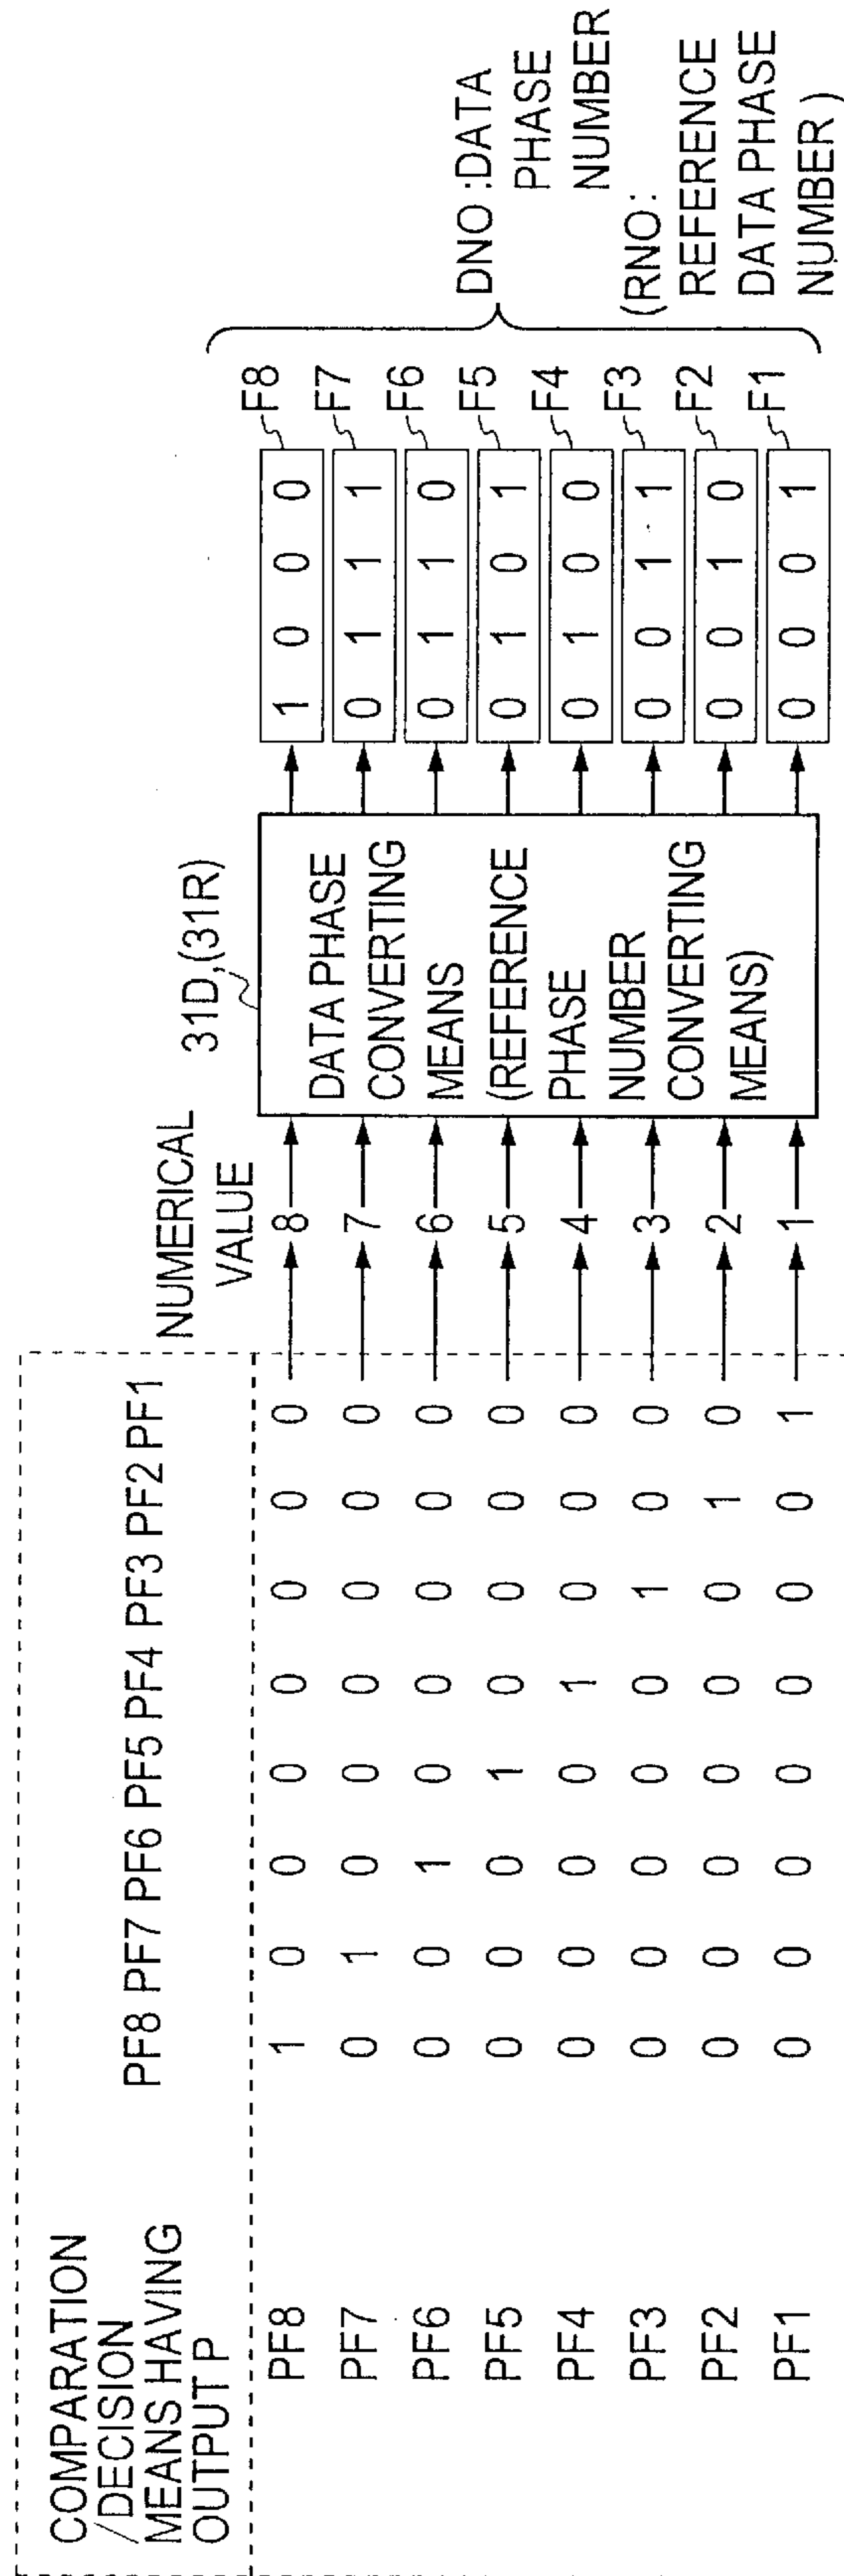 COMPARATION
/DECISION
MEANS HAVING
OUTPUT P
PF8 PF7 PF6 PF5 PF4 PF3 PF2 PF1
NUMERICAL
VALUE
31D,(31R)
PF8 1 0 0 0 0 0 0 0 8 1 0 0 0 F8
PF7 0 1 0 0 0 0 0 0 7 0 1 1 1 F7
PF6 0 0 1 0 0 0 0 0 6 0 1 1 0 F6
PF5 0 0 0 1 0 0 0 0 5 0 1 0 1 F5
PF4 0 0 0 0 1 0 0 0 4 0 1 0 0 F4
PF3 0 0 0 0 0 1 0 0 3 0 0 1 1 F3
PF2 0 0 0 0 0 0 1 0 2 0 0 1 0 F2
PF1 0 0 0 0 0 0 0 1 1 0 0 0 1 F1
DATA PHASE
CONVERTING
MEANS
(REFERENCE
PHASE
NUMBER
CONVERTING
MEANS)
DNO :DATA
PHASE
NUMBER
(RNO:
REFERENCE
DATA PHASE
NUMBER )